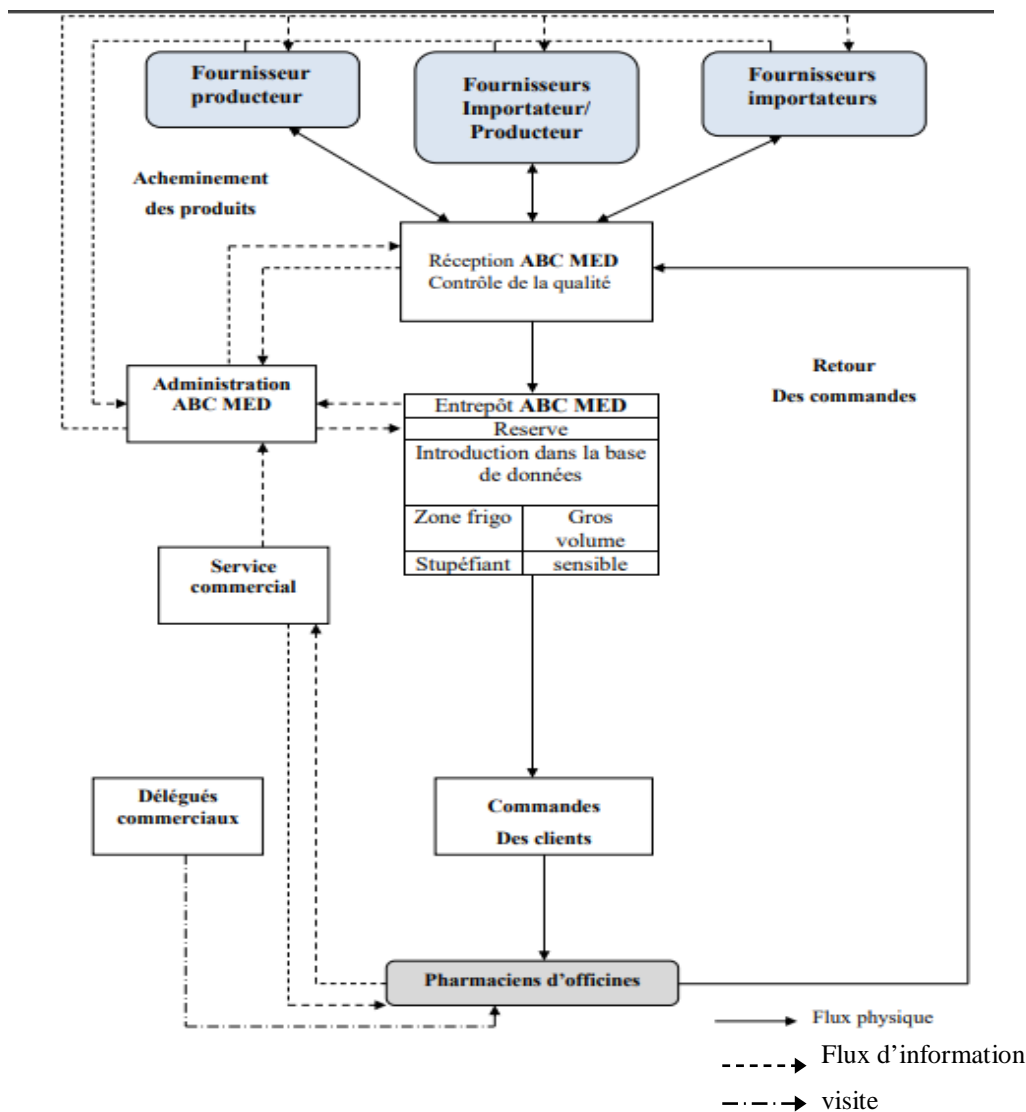 Fournisseur
producteur
Fournisseurs
Importateur/
Producteur
Fournisseurs
importateurs
Acheminement
des produits
Réception ABC MED
Contrôle de la qualité
Retour
Des commandes
Administration
ABC MED
Entrepôt ABC MED
Reserve
Introduction dans la base
de données
Zone frigo
Gros
volume
Stupéfiant
sensible
Service
commercial
Délégués
commerciaux
Commandes
Des clients
Pharmaciens d’officines
Flux physique
Flux d’information
visite